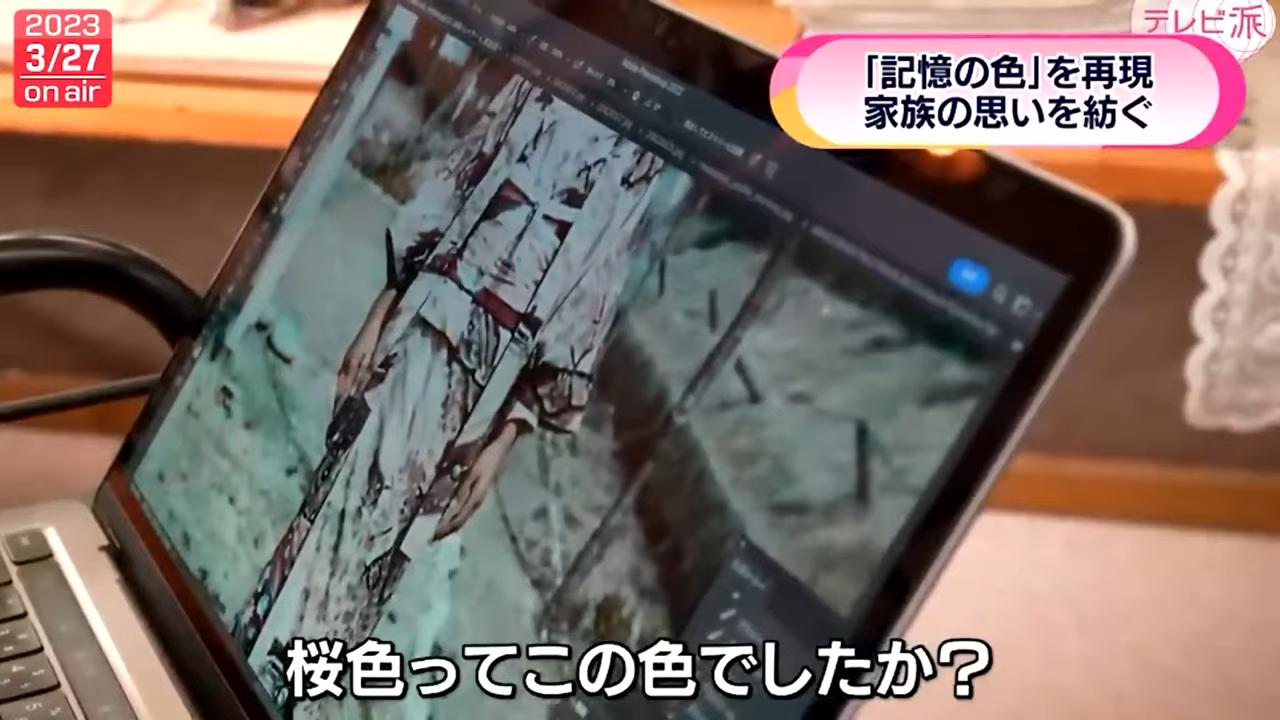 2023
3/27
on air
テレビ派
「記憶の色」を再現
家族の思いを紡ぐ
桜色ってこの色でしたか?